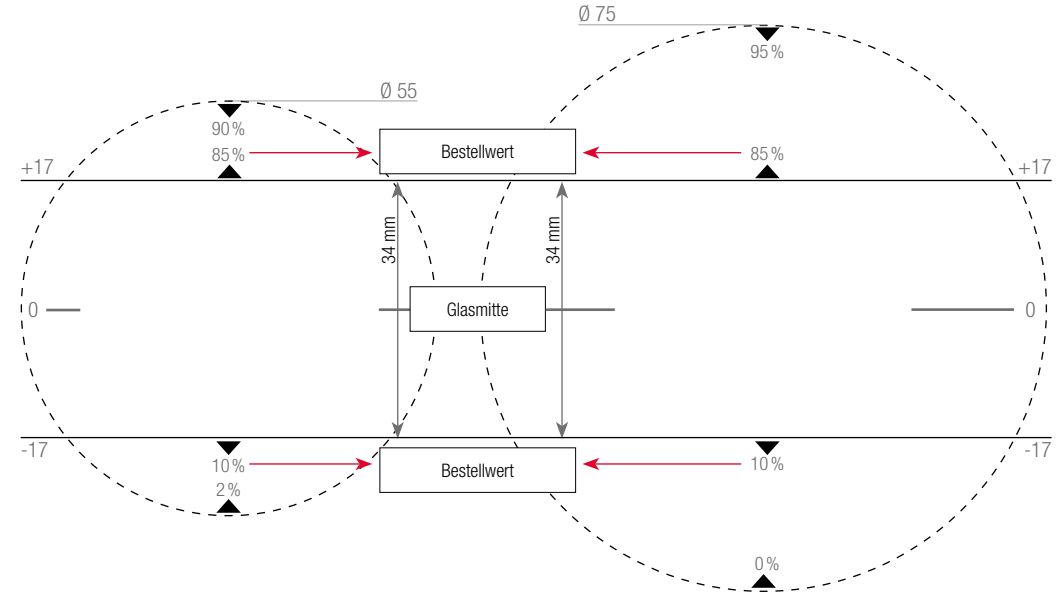 Ø 75
95 %
Ø 55
90 %
85 %
Bestellwert
85 %
+17
+17
34 mm
34 mm
0
Glasmitte
0
-17
-17
10 %
Bestellwert
10 %
2 %
0 %